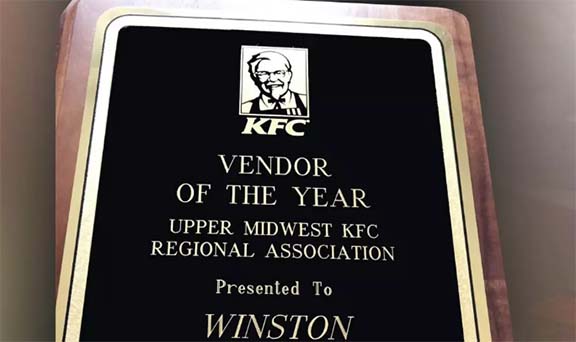 KFC
VENDOR
OF THE YEAR
UPPER MIDWEST KFC
REGIONAL ASSOCIATION
Presented To
WINSTON